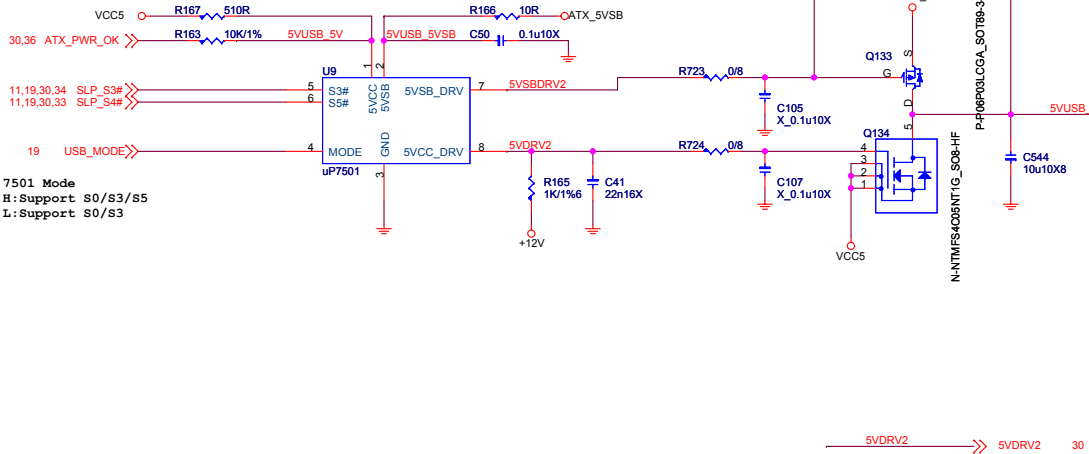 VCC5
R167
510R
R166
10R
ATX_5VSB
30,36 ATX_PWR_OK
R163
10K/1%
5VUSB_5V
5VUSB_5VSB
C50
0.1u10X
1
2
U9
11,19,30,34 SLP_S3#
5
S3#
5VCC
5VSB
5VSB_DRV
7
5VSBDRV2
11,19,30,33 SLP_S4#
6
S5#
R723
0/8
Q133
S
G
D
P-P06P03LCGA_SOT89-3
C105
X_0.1u10X
5VUSB_
19 USB_MODE
4
MODE
GND
5VCC_DRV
8
5VDRV2
uP7501
3
R724
0/8
Q134
5
4
3
2
1
N-NTMFS4C05NT1G_SO8-HF
C544
10u10X8
7501 Mode
H:Support S0/S3/S5
L:Support S0/S3
R165
1K/1%6
C41
22n16X
C107
X_0.1u10X
+12V
VCC5
5VDRV2
5VDRV2 30